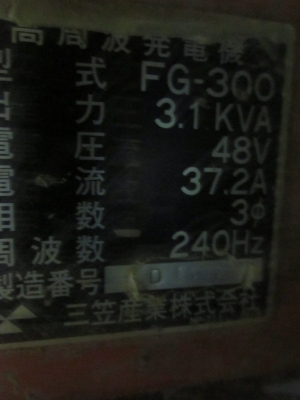 高周波発電機
型式 FG-300
出力 3.1 KVA
電圧 48V
電流 37.2A
相数 3φ
周波数 240Hz
製造番号 D
三笠産業株式会社